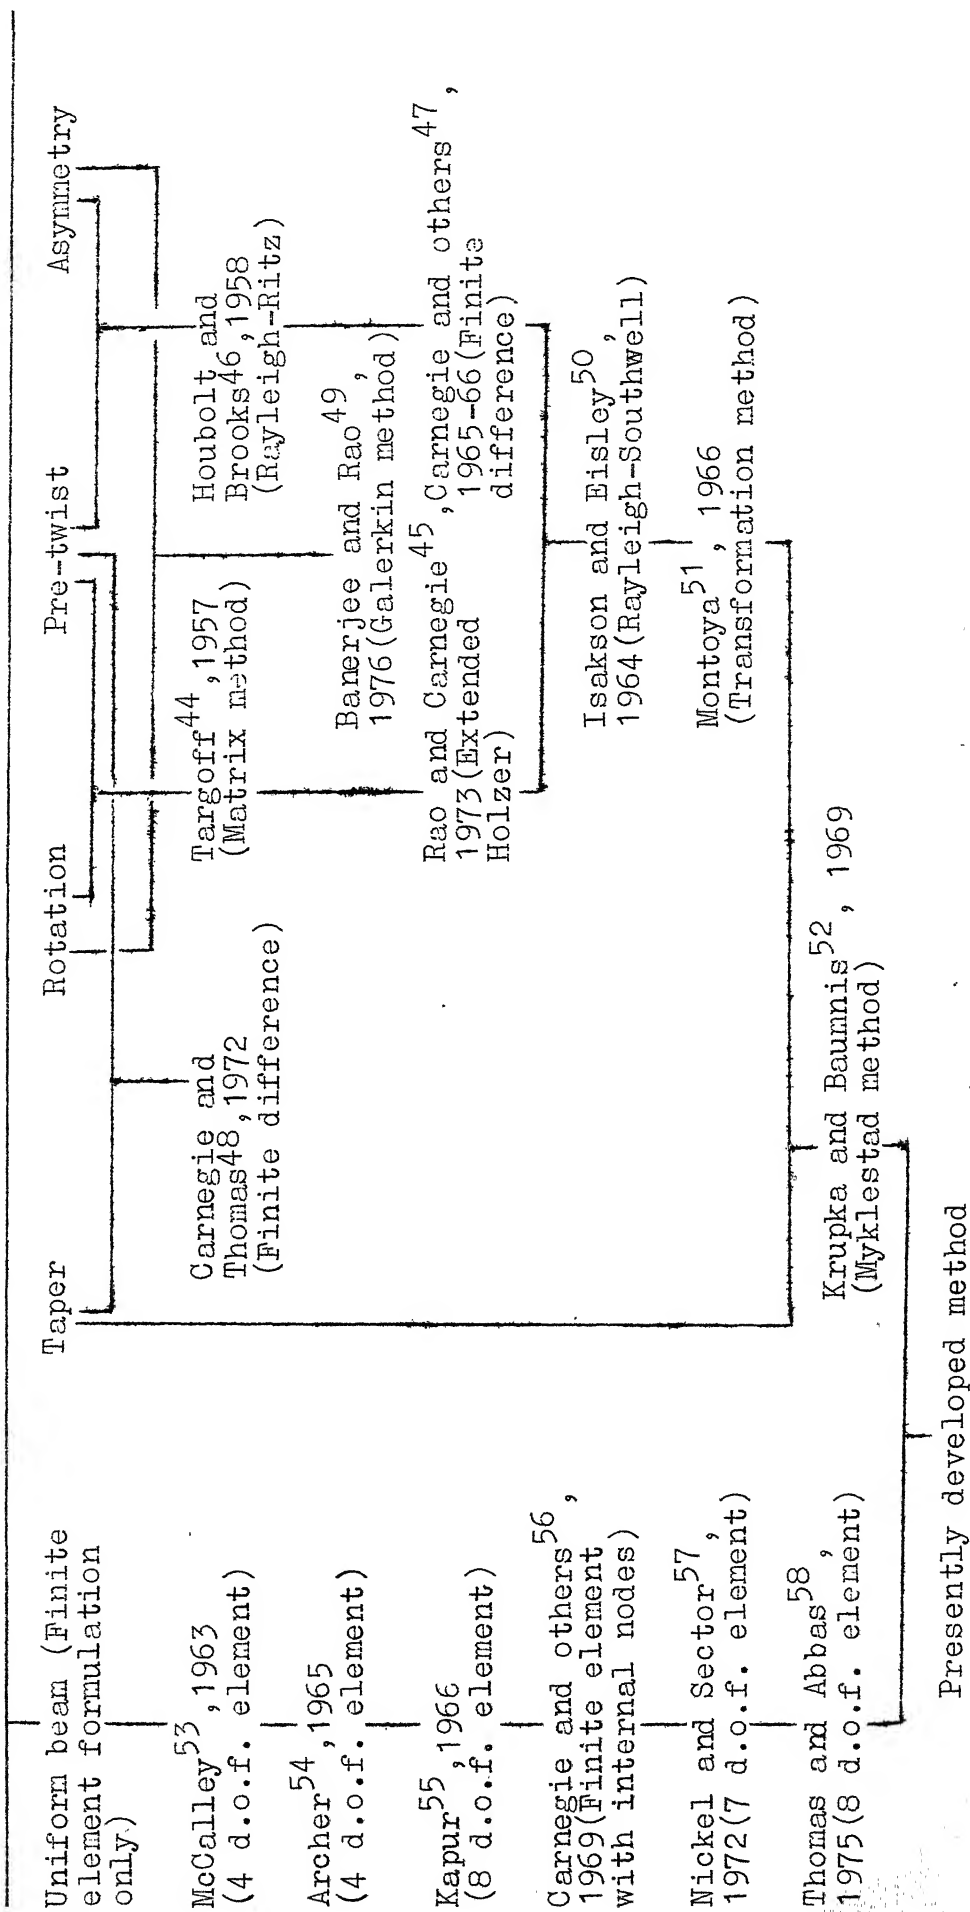 Uniform beam (Finite
element formulation
only)
McCalley53, 1963
(4 d.o.f. element)
Archer54, 1965
(4 d.o.f. element)
Kapur55, 1966
(8 d.o.f. element)
Carnegie and others56,
1969(Finite element
with internal nodes)
Nickel and Sector57,
1972(7 d.o.f. element)
Thomas and Abbas58,
1975(8 d.o.f. element)
Taper
Rotation
Pre-twist
Asymmetry
Carnegie and
Thomas48, 1972
(Finite difference)
Targoff44, 1957
(Matrix method)
Houbolt and
Brooks46, 1958
(Rayleigh-Ritz)
Banerjee and Rao49,
1976(Galerkin method)
Rao and Carnegie45,
1973(Extended
Holzer)
Carnegie and others47,
1965-66(Finite
difference)
Isakson and Eisley50,
1964(Rayleigh-Southwell)
Montoya51, 1966
(Transformation method)
Krupka and Baumnis52, 1969
(Myklestad method)
Presently developed method